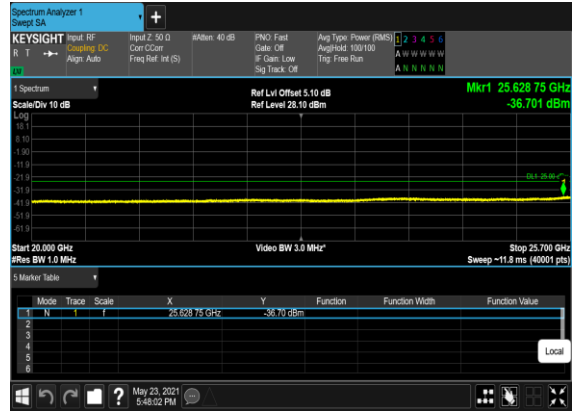 Spectrum Analyzer 1
Swept SA
KEYSIGHT Input: RF Input Z: 50 Ω #Atten: 40 dB PNO: Fast Avg Type: Power (RMS) 1 2 3 4 5 6
R T Coupling: DC Corr CCorr Gate: Off Avg|Hold: 100/100 A W W W W W
Align: Auto Freq Ref: Int (S) IF Gain: Low Trig: Free Run
Sig Track: Off A N N N N N
1 Spectrum Ref Lvl Offset 5.10 dB Mkr1 25.628 75 GHz
Scale/Div 10 dB Ref Level 28.10 dBm -36.701 dBm
Log
18.1
8.10
-1.90
-11.9
-21.9
DL1 -25.00
-31.9
-41.9
-51.9
-61.9
Start 20.000 GHz Video BW 3.0 MHz* Stop 25.700 GHz
#Res BW 1.0 MHz Sweep ~11.8 ms (40001 pts)
5 Marker Table
Mode Trace Scale X Y Function Function Width Function Value
1 N 1 f 25.628 75 GHz -36.70 dBm
2
3
4
5
6
Local
? May 23, 2021
5:48:02 PM